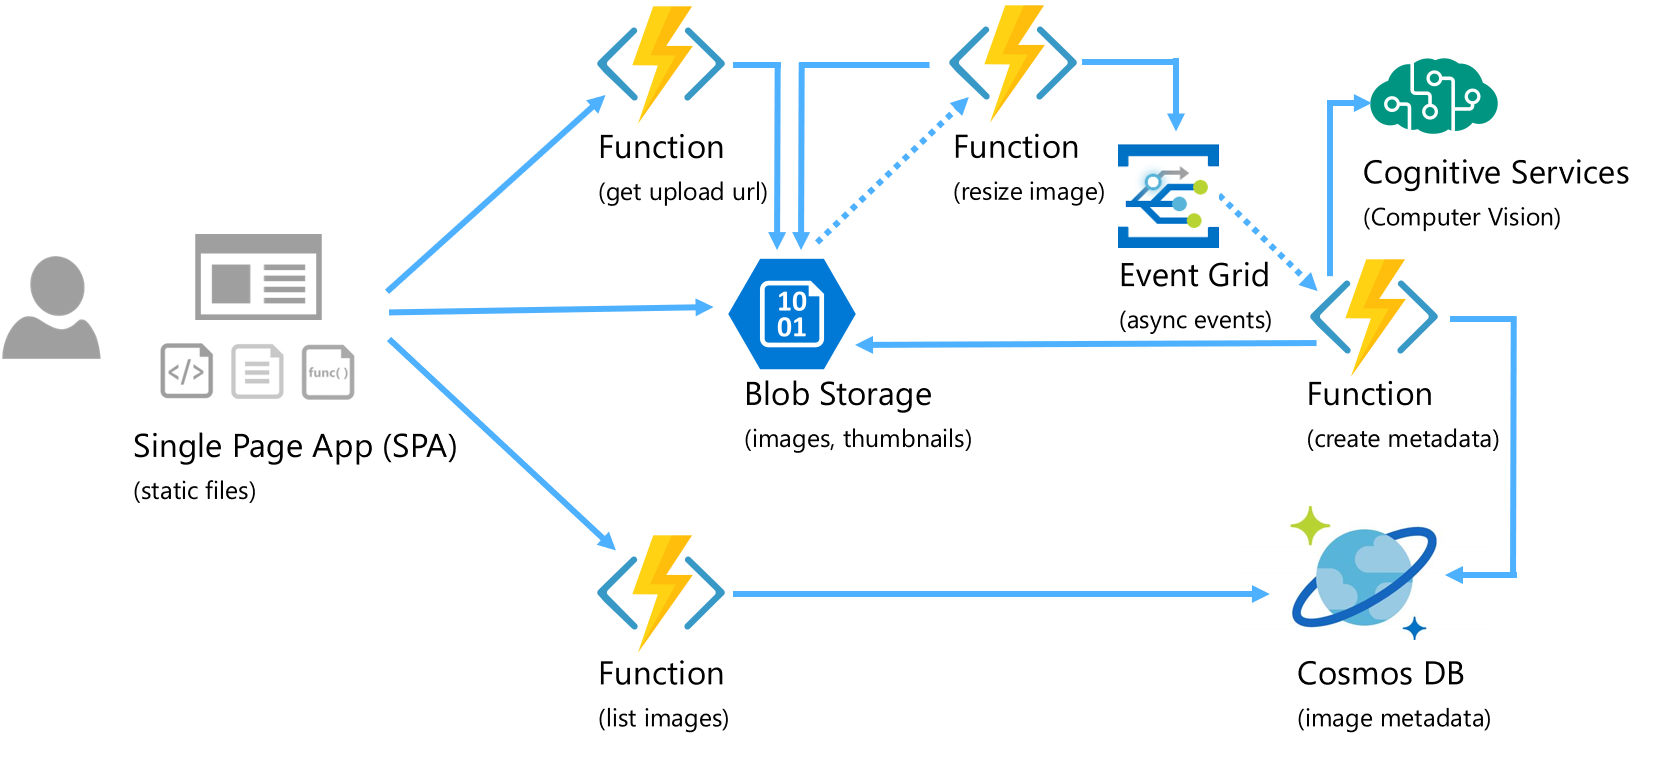 Function
(get upload url)
Function
(resize image)
Cognitive Services
(Computer Vision)
Event Grid
(async events)
10
01
</>
func( )
Blob Storage
(images, thumbnails)
Function
(create metadata)
Single Page App (SPA)
(static files)
Function
(list images)
Cosmos DB
(image metadata)